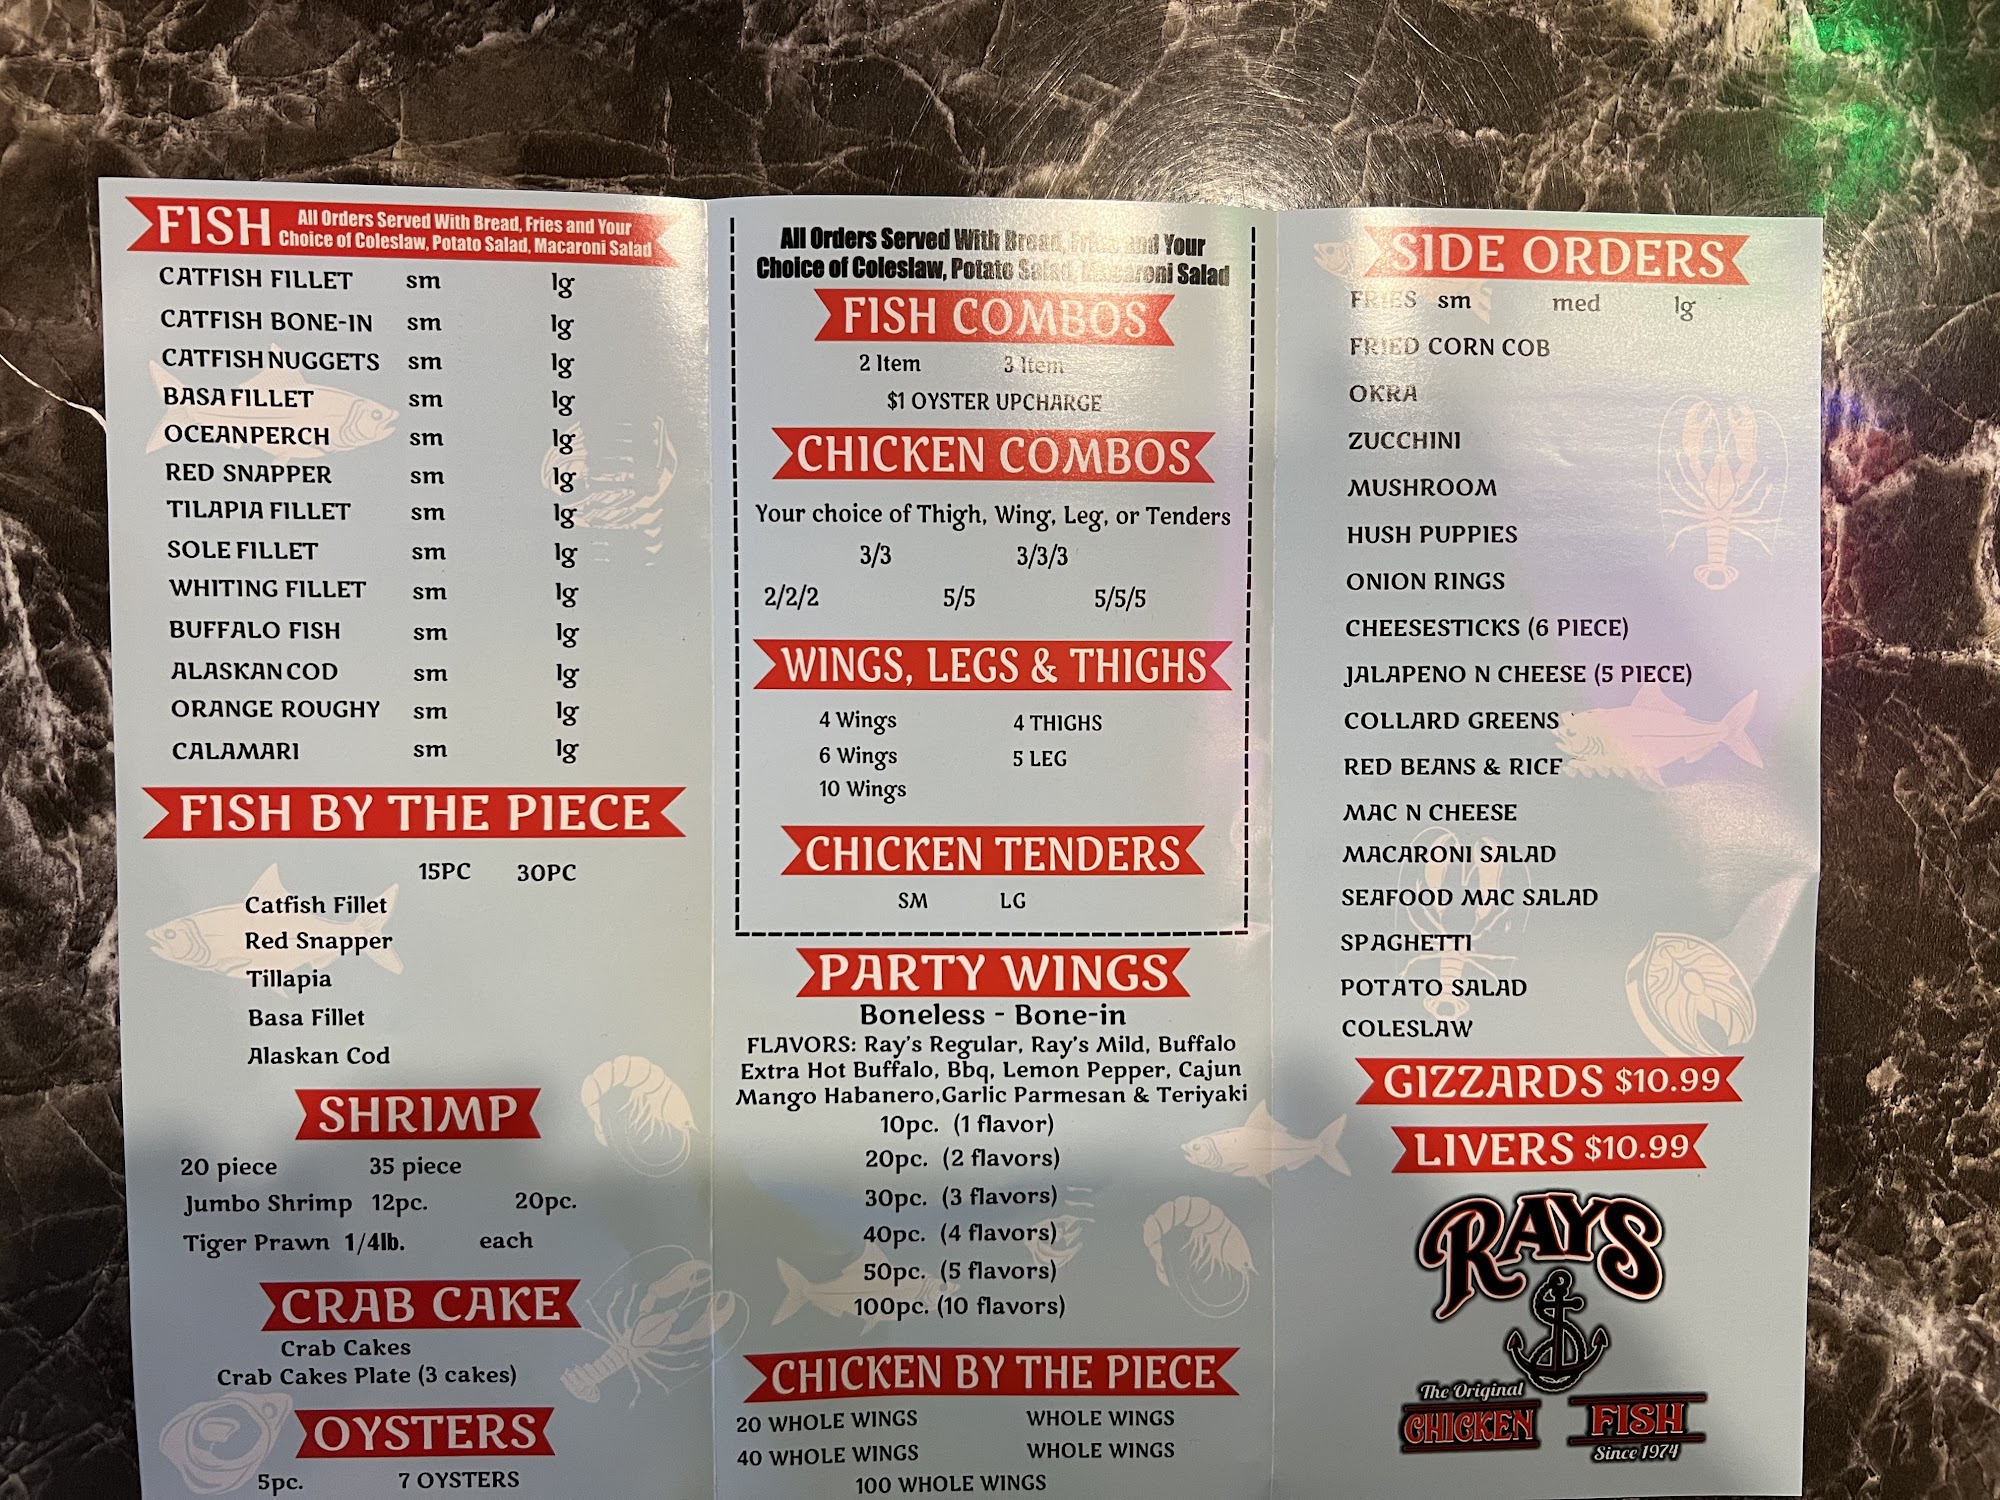 FISH All Orders Served With Bread, Fries and Your
Choice of Coleslaw, Potato Salad, Macaroni Salad
CATFISH FILLET sm lg
CATFISH BONE-IN sm lg
CATFISH NUGGETS sm lg
BASA FILLET sm lg
OCEANPERCH sm lg
RED SNAPPER sm lg
TILAPIA FILLET sm lg
SOLE FILLET sm lg
WHITING FILLET sm lg
BUFFALO FISH sm lg
ALASKAN COD sm lg
ORANGE ROUGHY sm lg
CALAMARI sm lg
FISH BY THE PIECE
15PC 30PC
Catfish Fillet
Red Snapper
Tillapia
Basa Fillet
Alaskan Cod
SHRIMP
20 piece 35 piece
Jumbo Shrimp 12pc. 20pc.
Tiger Prawn 1/4lb. each
CRAB CAKE
Crab Cakes
Crab Cakes Plate (3 cakes)
OYSTERS
5pc. 7 OYSTERS
All Orders Served With Bread, Fries and Your
Choice of Coleslaw, Potato Salad, Macaroni Salad
FISH COMBOS
2 Item 3 Item
$1 OYSTER UPCHARGE
CHICKEN COMBOS
Your choice of Thigh, Wing, Leg, or Tenders
3/3 3/3/3
2/2/2 5/5 5/5/5
WINGS, LEGS & THIGHS
4 Wings 4 THIGHS
6 Wings 5 LEG
10 Wings
CHICKEN TENDERS
SM LG
PARTY WINGS
Boneless - Bone-in
FLAVORS: Ray's Regular, Ray's Mild, Buffalo
Extra Hot Buffalo, Bbq, Lemon Pepper, Cajun
Mango Habanero,Garlic Parmesan & Teriyaki
10pc. (1 flavor)
20pc. (2 flavors)
30pc. (3 flavors)
40pc. (4 flavors)
50pc. (5 flavors)
100pc. (10 flavors)
CHICKEN BY THE PIECE
20 WHOLE WINGS WHOLE WINGS
40 WHOLE WINGS WHOLE WINGS
100 WHOLE WINGS
SIDE ORDERS
FRIES sm med lg
FRIED CORN COB
OKRA
ZUCCHINI
MUSHROOM
HUSH PUPPIES
ONION RINGS
CHEESESTICKS (6 PIECE)
JALAPENO N CHEESE (5 PIECE)
COLLARD GREENS
RED BEANS & RICE
MAC N CHEESE
MACARONI SALAD
SEAFOOD MAC SALAD
SPAGHETTI
POTATO SALAD
COLESLAW
GIZZARDS $10.99
LIVERS $10.99
RAYS
The Original
CHICKEN FISH
Since 1974